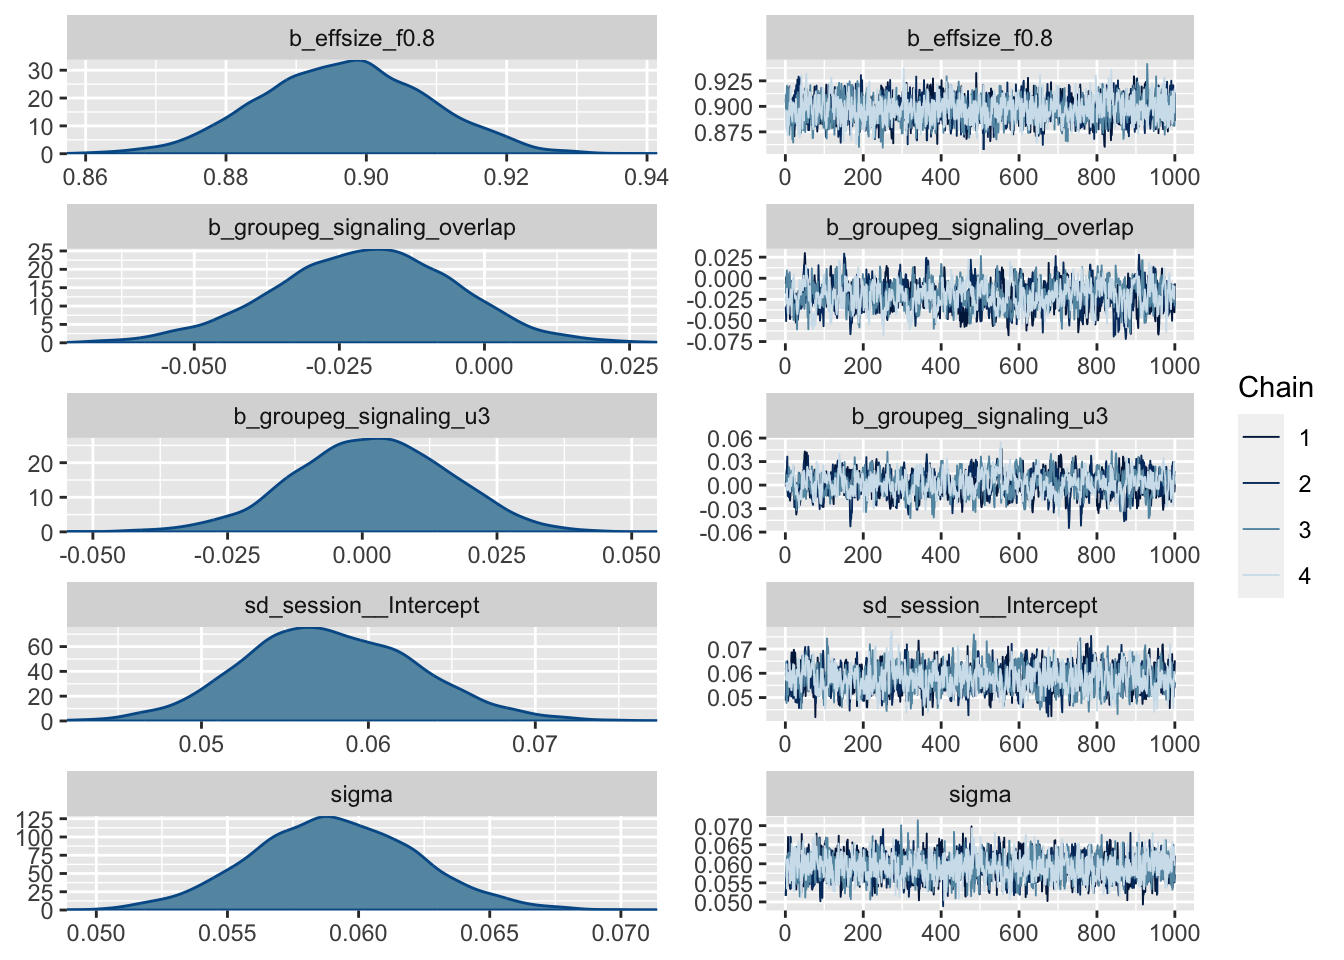 b_effsize_f0.8
b_effsize_f0.8
30
20
10
0
0.86 0.88 0.90 0.92 0.94
0.925
0.900
0.875
0 200 400 600 800 1000
b_groupeg_signaling_overlap
b_groupeg_signaling_overlap
25
20
15
10
5
0
-0.050 -0.025 0.000 0.025
0.025
0.000
-0.025
-0.050
-0.075
0 200 400 600 800 1000
b_groupeg_signaling_u3
b_groupeg_signaling_u3
20
10
0
-0.050 -0.025 0.000 0.025 0.050
0.06
0.03
0.00
-0.03
-0.06
0 200 400 600 800 1000
sd_session__Intercept
sd_session__Intercept
60
40
20
0
0.05 0.06 0.07
0.07
0.06
0.05
0 200 400 600 800 1000
sigma
sigma
125
100
75
50
25
0
0.050 0.055 0.060 0.065 0.070
0.070
0.065
0.060
0.055
0.050
0 200 400 600 800 1000
Chain
1
2
3
4